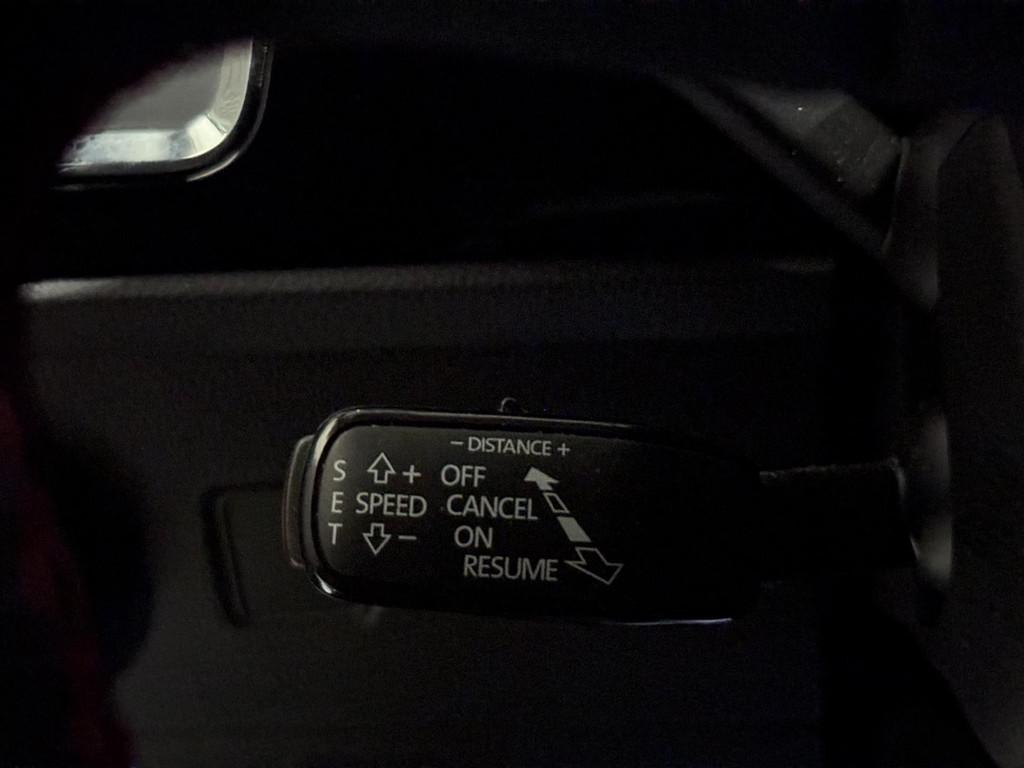 − DISTANCE +
S + OFF
E SPEED CANCEL
T − ON
RESUME